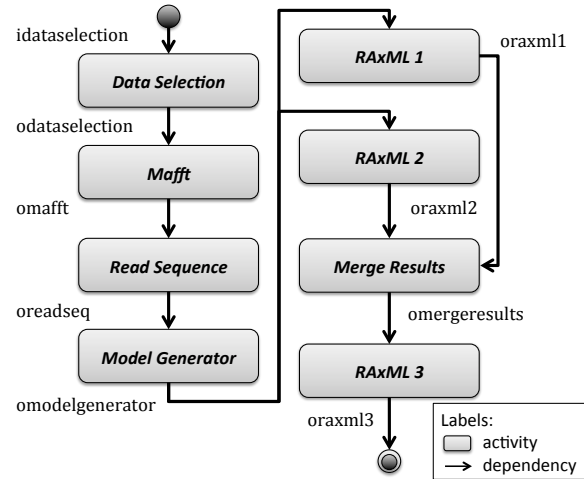 idataselection
Data Selection
odataselection
Mafft
omafft
Read Sequence
oreadseq
Model Generator
omodelgenerator
RAxML 1
oraxml1
RAxML 2
oraxml2
Merge Results
omergeresults
RAxML 3
oraxml3
Labels:
activity
dependency